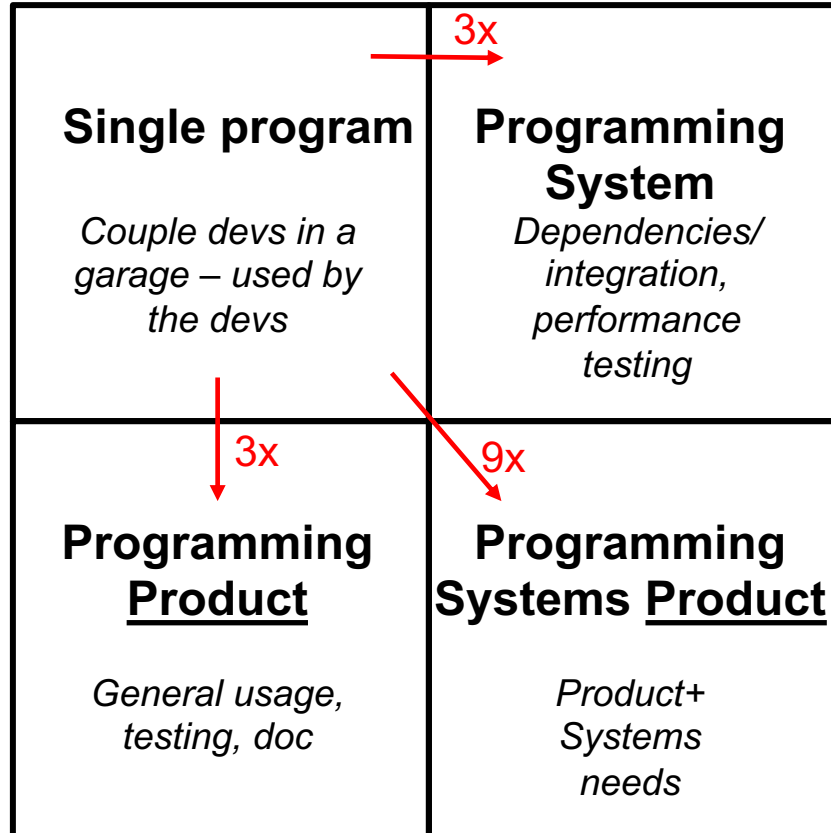 3x
Single program
Couple devs in a
garage – used by
the devs
Programming
System
Dependencies/
integration,
performance
testing
3x
9x
Programming
Product
General usage,
testing, doc
Programming
Systems Product
Product+
Systems
needs